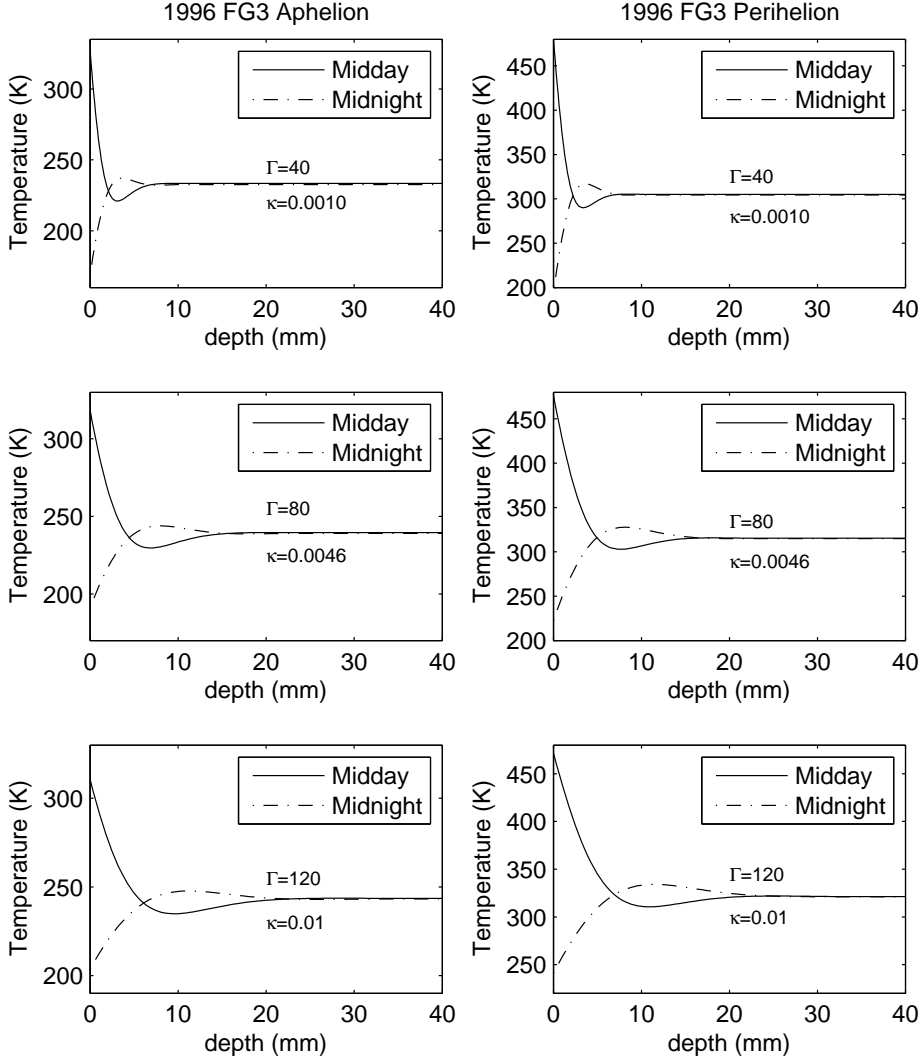 1996 FG3 Aphelion
Temperature (K)
300
250
200
Midday
Midnight
Γ=40
κ=0.0010
0 10 20 30 40
depth (mm)
1996 FG3 Perihelion
Temperature (K)
450
400
350
300
250
200
Midday
Midnight
Γ=40
κ=0.0010
0 10 20 30 40
depth (mm)
Temperature (K)
300
250
200
Midday
Midnight
Γ=80
κ=0.0046
0 10 20 30 40
depth (mm)
Temperature (K)
450
400
350
300
250
200
Midday
Midnight
Γ=80
κ=0.0046
0 10 20 30 40
depth (mm)
Temperature (K)
300
250
200
Midday
Midnight
Γ=120
κ=0.01
0 10 20 30 40
depth (mm)
Temperature (K)
450
400
350
300
250
Midday
Midnight
Γ=120
κ=0.01
0 10 20 30 40
depth (mm)